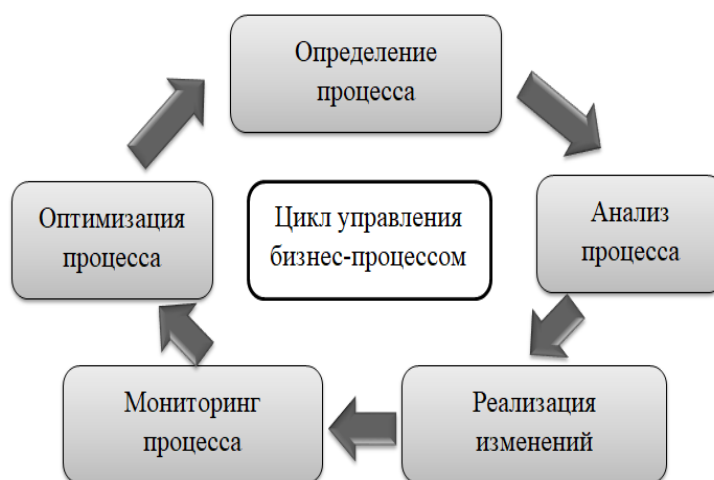 Определение
процесса
Анализ
процесса
Реализация
изменений
Мониторинг
процесса
Оптимизация
процесса
Цикл управления
бизнес-процессом